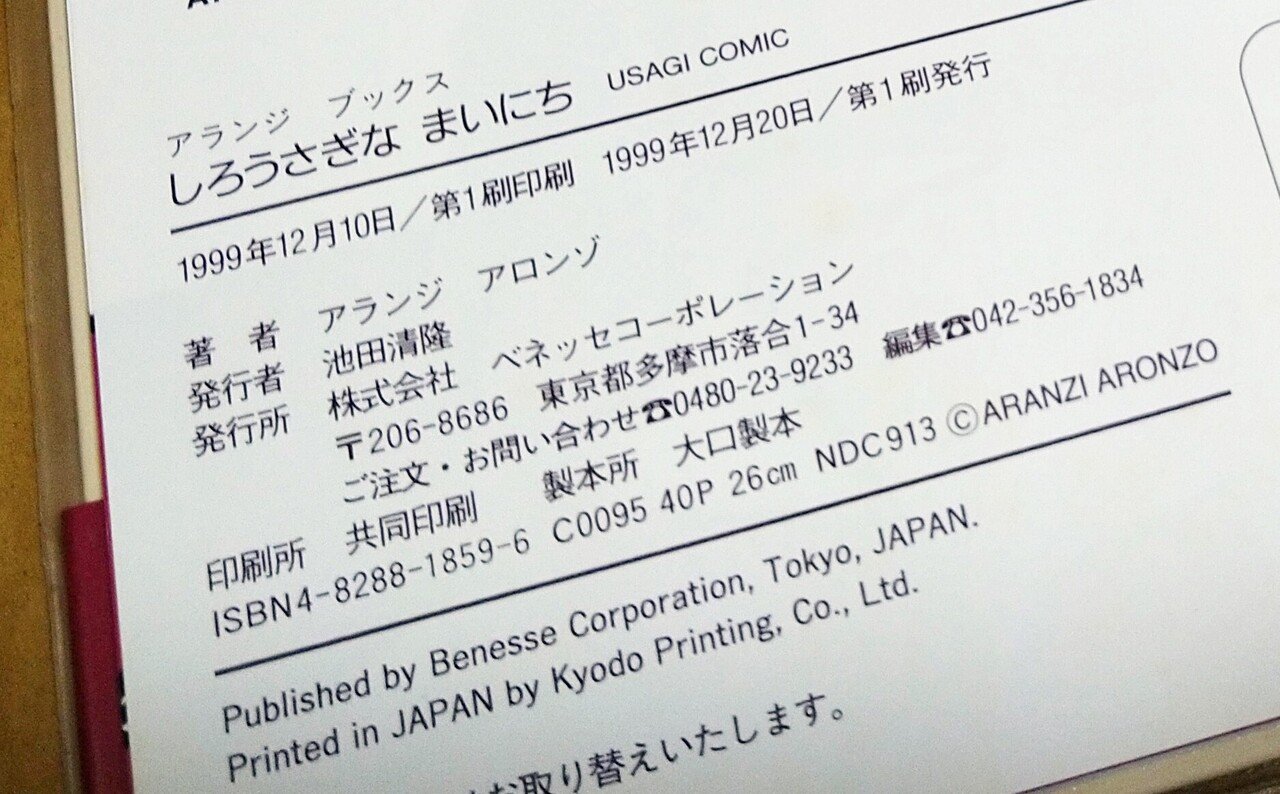 アランジ ブックス
しろうさぎな まいにち USAGI COMIC
1999年12月10日／第1刷印刷 1999年12月20日／第1刷発行
著 者 アランジ アロンゾ
発行者 池田清隆
発行所 株式会社 ベネッセコーポレーション
〒206-8686 東京都多摩市落合1-34
ご注文・お問い合わせ☎0480-23-9233 編集☎042-356-1834
印刷所 共同印刷 製本所 大口製本
ISBN4-8288-1859-6 C0095 40P 26cm NDC913 ©ARANZI ARONZO
Published by Benesse Corporation, Tokyo, JAPAN.
Printed in JAPAN by Kyodo Printing, Co., Ltd.
お取り替えいたします。